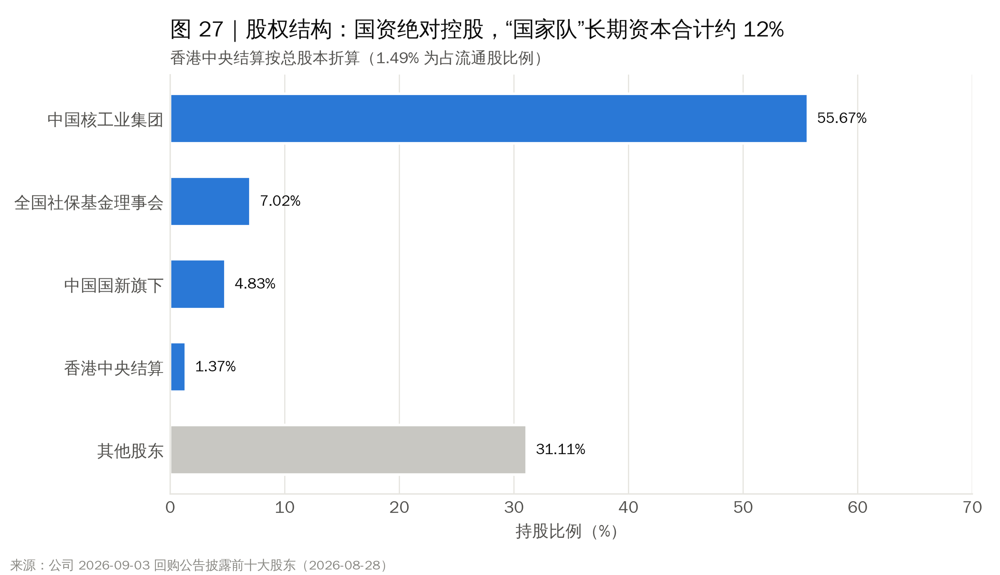 图 27｜股权结构：国资绝对控股，“国家队”长期资本合计约 12%
香港中央结算按总股本折算（1.49% 为占流通股比例）
中国核工业集团
55.67%
全国社保基金理事会
7.02%
中国国新旗下
4.83%
香港中央结算
1.37%
其他股东
31.11%
0 10 20 30 40 50 60 70
持股比例（%）
来源：公司 2026-09-03 回购公告披露前十大股东（2026-08-28）